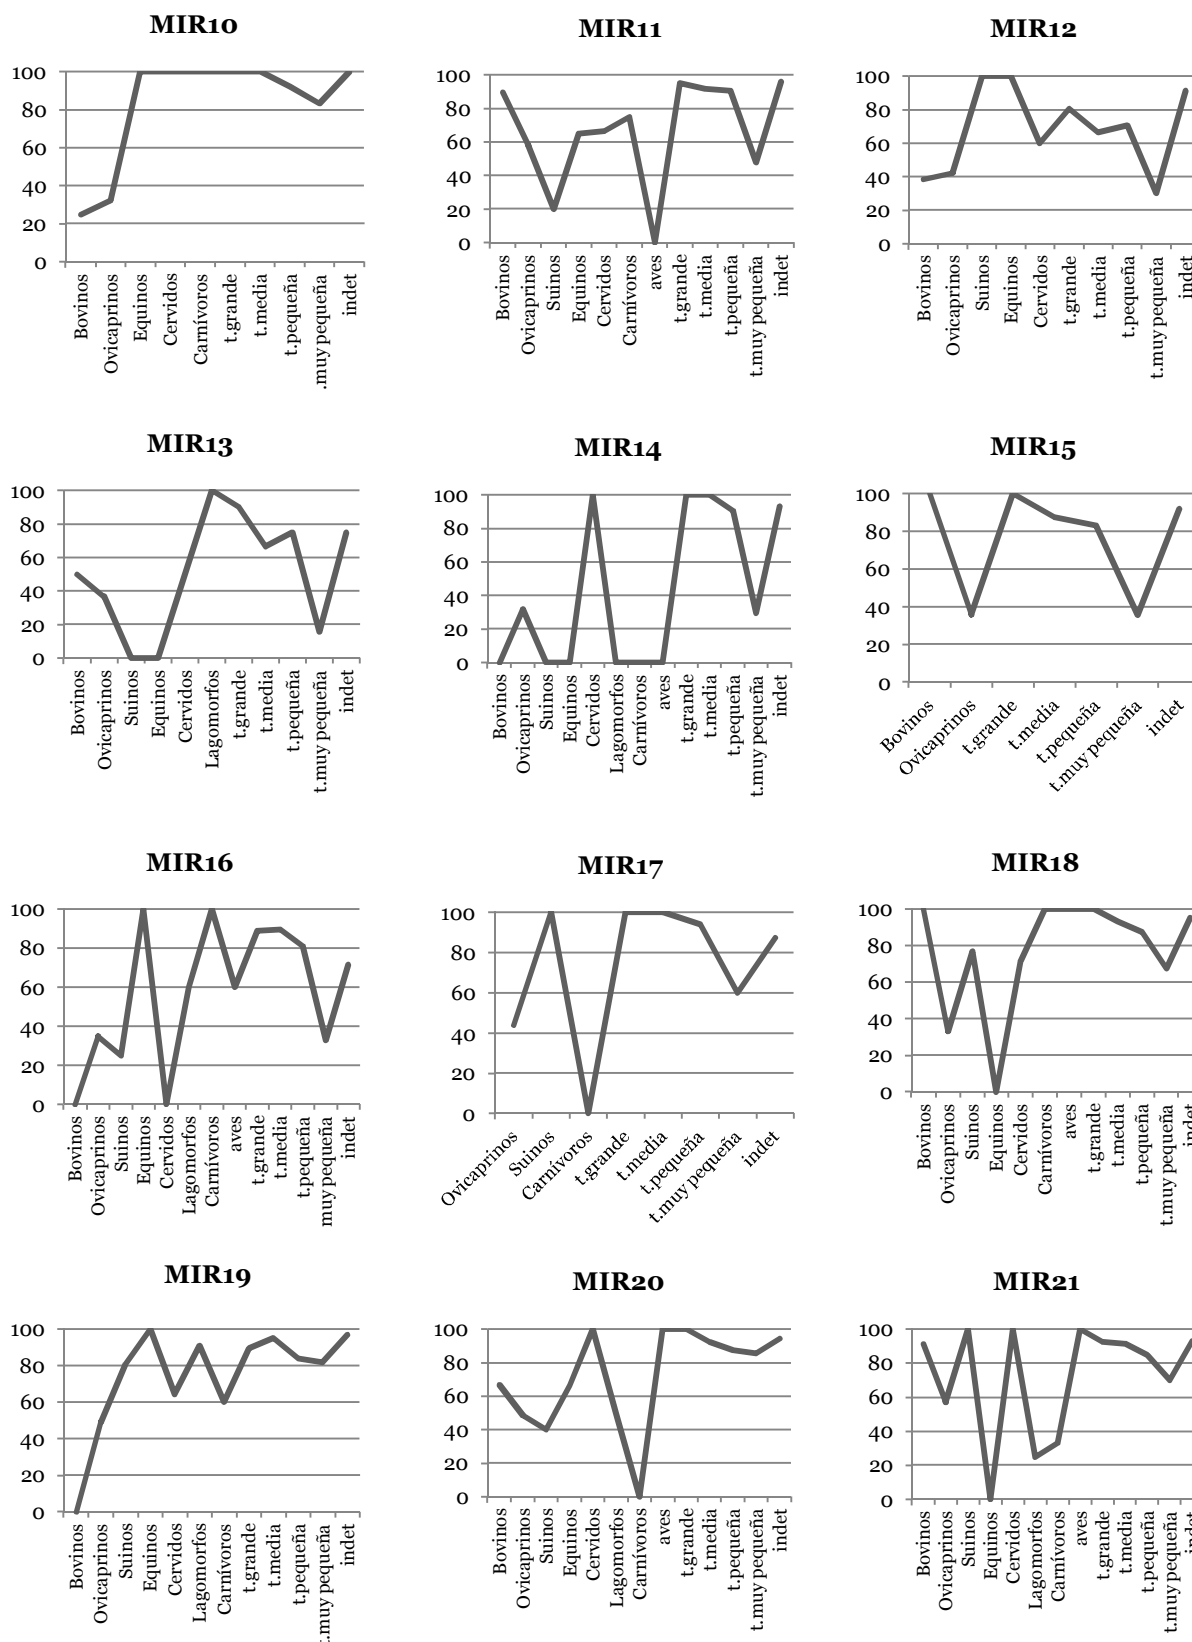 MIR10
100
80
60
40
20
0
Bovinos
Ovicaprinos
Equinos
Cervidos
Carnívoros
t.grande
t.media
t.pequeña
.muy pequeña
indet
MIR11
100
80
60
40
20
0
Bovinos
Ovicaprinos
Suinos
Equinos
Cervidos
Carnívoros
aves
t.grande
t.media
t.pequeña
t.muy pequeña
indet
MIR12
100
80
60
40
20
0
Bovinos
Ovicaprinos
Suinos
Equinos
Cervidos
t.grande
t.media
t.pequeña
t.muy pequeña
indet
MIR13
100
80
60
40
20
0
Bovinos
Ovicaprinos
Suinos
Equinos
Cervidos
Lagomorfos
t.grande
t.media
t.pequeña
t.muy pequeña
indet
MIR14
100
80
60
40
20
0
Bovinos
Ovicaprinos
Suinos
Equinos
Cervidos
Lagomorfos
Carnívoros
aves
t.grande
t.media
t.pequeña
t.muy pequeña
indet
MIR15
100
80
60
40
20
0
Bovinos
Ovicaprinos
t.grande
t.media
t.pequeña
t.muy pequeña
indet
MIR16
100
80
60
40
20
0
Bovinos
Ovicaprinos
Suinos
Equinos
Cervidos
Lagomorfos
Carnívoros
aves
t.grande
t.media
t.pequeña
muy pequeña
indet
MIR17
100
80
60
40
20
0
Ovicaprinos
Suinos
Carnívoros
t.grande
t.media
t.pequeña
t.muy pequeña
indet
MIR18
100
80
60
40
20
0
Bovinos
Ovicaprinos
Suinos
Equinos
Cervidos
Carnívoros
aves
t.grande
t.media
t.pequeña
t.muy pequeña
indet
MIR19
100
80
60
40
20
0
Bovinos
Ovicaprinos
Suinos
Equinos
Cervidos
Lagomorfos
Carnívoros
t.grande
t.media
t.pequeña
t.muy pequeña
indet
MIR20
100
80
60
40
20
0
Bovinos
Ovicaprinos
Suinos
Equinos
Cervidos
Lagomorfos
Carnívoros
aves
t.grande
t.media
t.pequeña
t.muy pequeña
indet
MIR21
100
80
60
40
20
0
Bovinos
Ovicaprinos
Suinos
Equinos
Cervidos
Lagomorfos
Carnívoros
aves
t.grande
t.media
t.pequeña
t.muy pequeña
indet